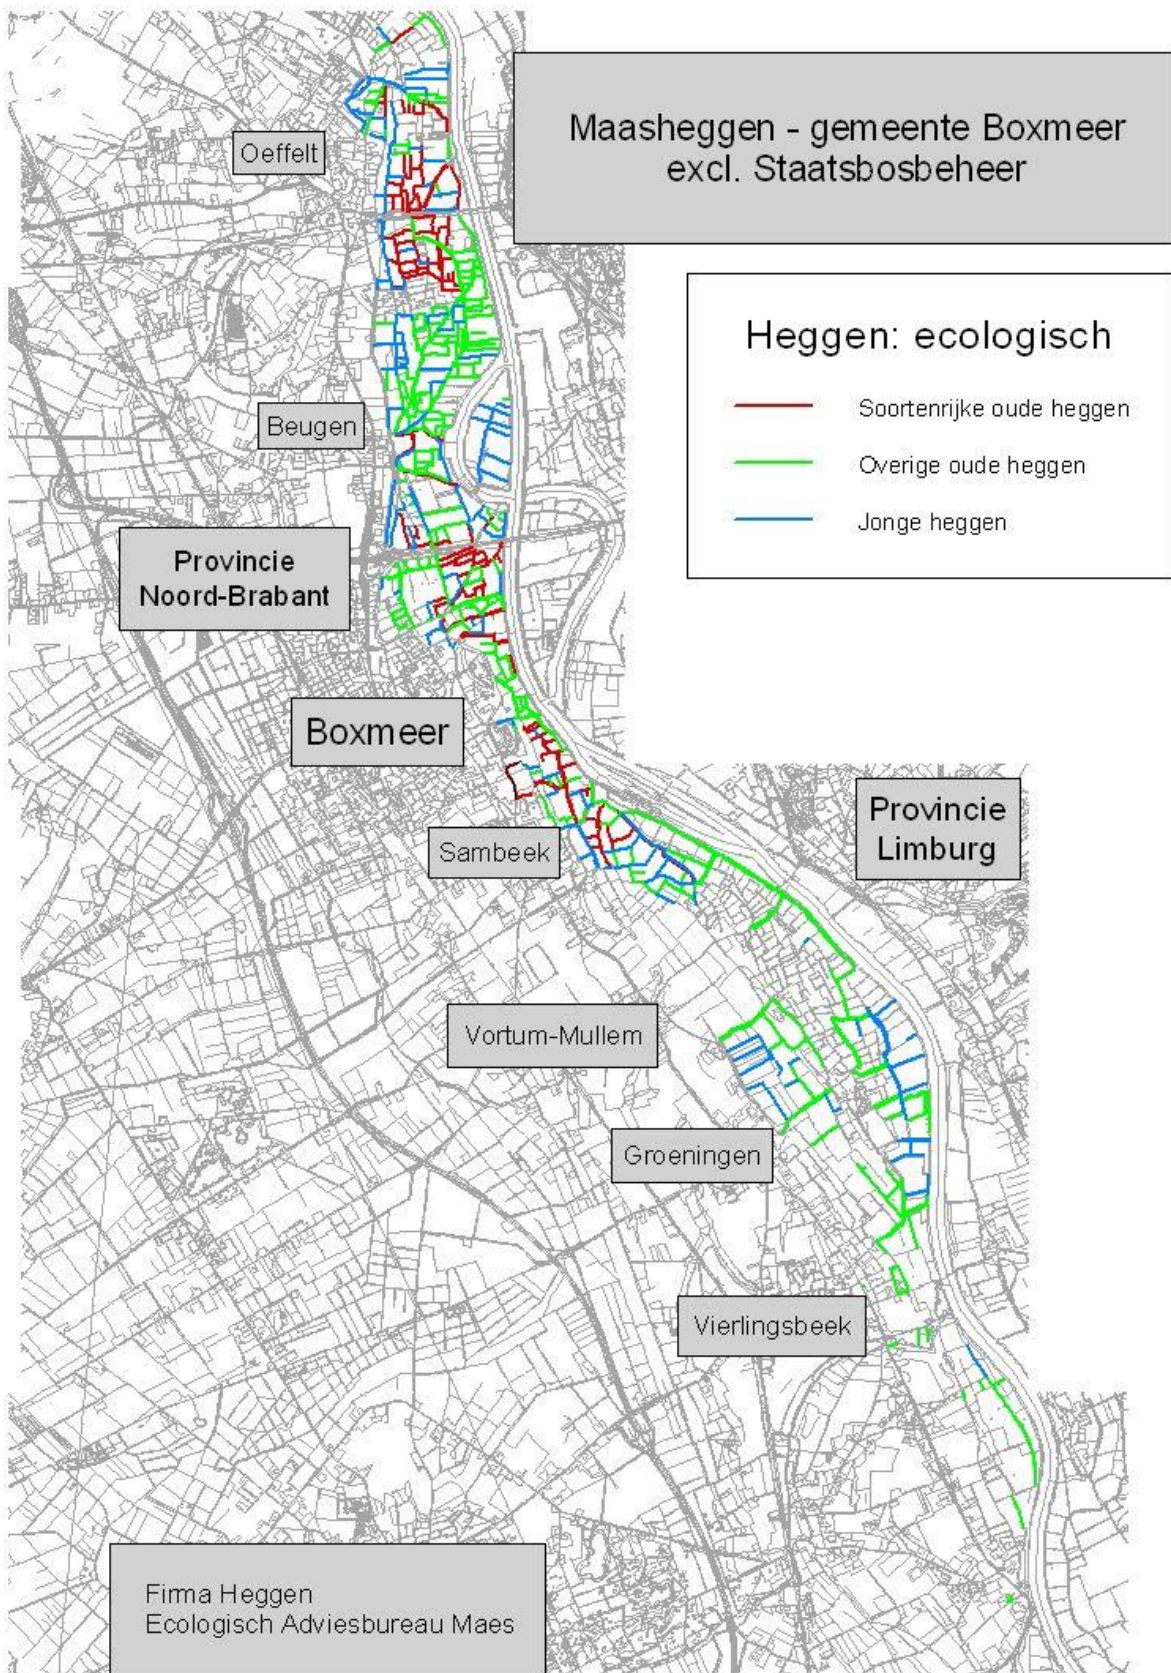 Maasheggen - gemeente Boxmeer
excl. Staatsbosbeheer
Oeffelt
Heggen: ecologisch
Soortenrijke oude heggen
Overige oude heggen
Jonge heggen
Beugen
Provincie
Noord-Brabant
Boxmeer
Provincie
Limburg
Sambeek
Vortum-Mullem
Groeningen
Vierlingsbeek
Firma Heggen
Ecologisch Adviesbureau Maes